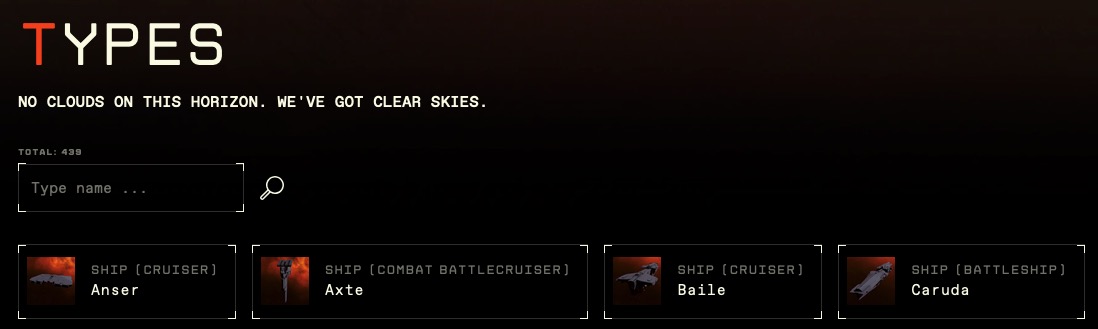 TYPES
NO CLOUDS ON THIS HORIZON. WE'VE GOT CLEAR SKIES.
TOTAL: 439
Type name ...
SHIP [CRUISER]
Anser
SHIP [COMBAT BATTLECRUISER]
Axte
SHIP [CRUISER]
Baile
SHIP [BATTLESHIP]
Caruda